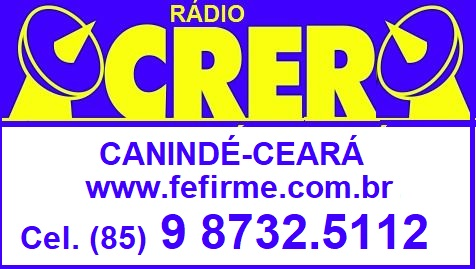 RÁDIO
CRER
CANINDÉ-CEARÁ
www.fefirme.com.br
Cel. (85) 9 8732.5112